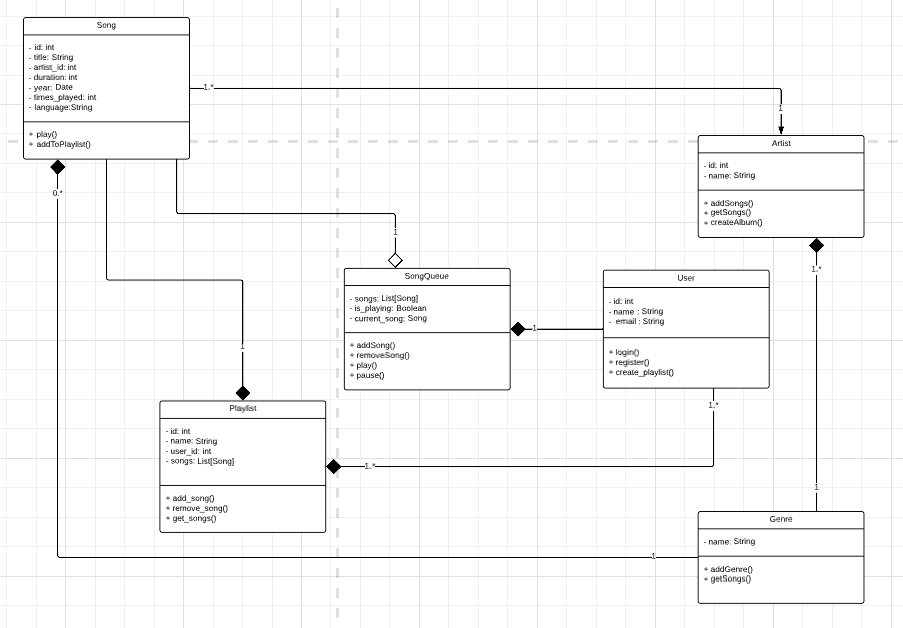 Song
- id: int
- title: String
- artist_id: int
- duration: int
- year: Date
- times_played: int
- language:String
+ play()
+ addToPlaylist()
1.*
1
Artist
- id: int
- name: String
+ addSongs()
+ getSongs()
+ createAlbum()
0.*
1
1.*
SongQueue
- songs: List[Song]
- is_playing: Boolean
- current_song: Song
+ addSong()
+ removeSong()
+ play()
+ pause()
1
User
- id: int
- name : String
- email : String
+ login()
+ register()
+ create_playlist()
1
1.*
Playlist
- id: int
- name: String
- user_id: int
- songs: List[Song]
+ add_song()
+ remove_song()
+ get_songs()
1.*
1
Genre
- name: String
+ addGenre()
+ getSongs()
1